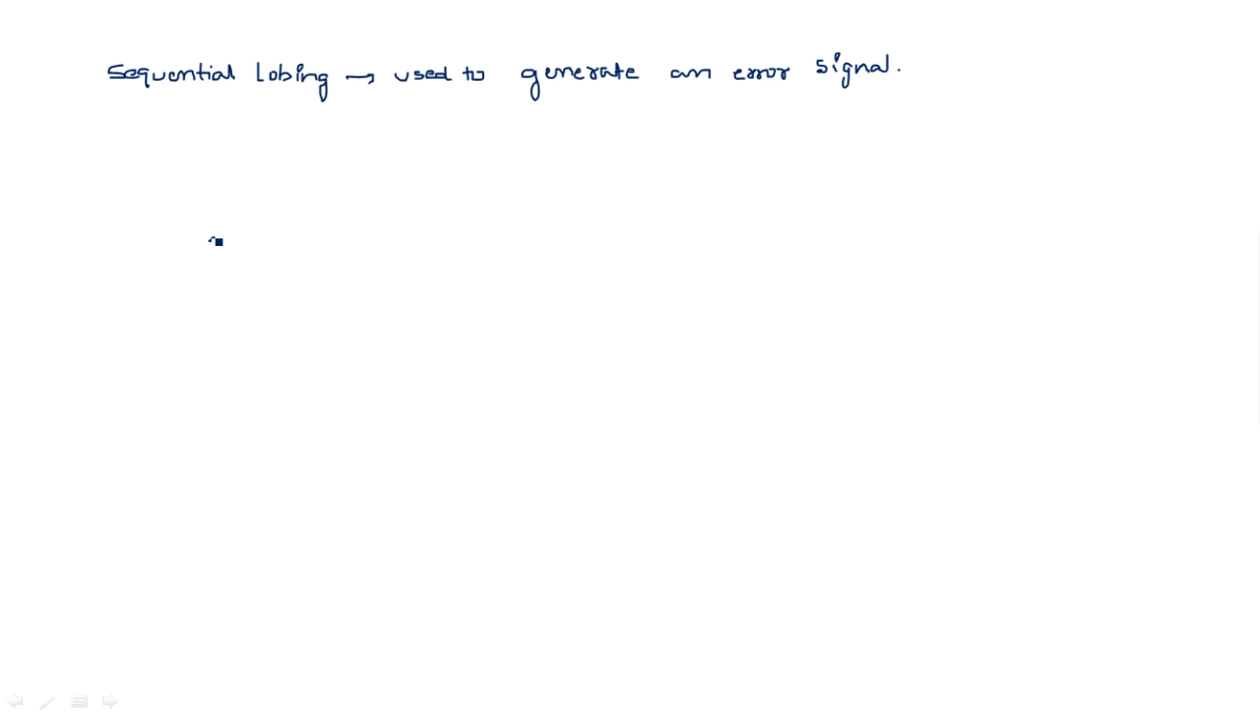 Sequential Lobing → used to generate an error signal.